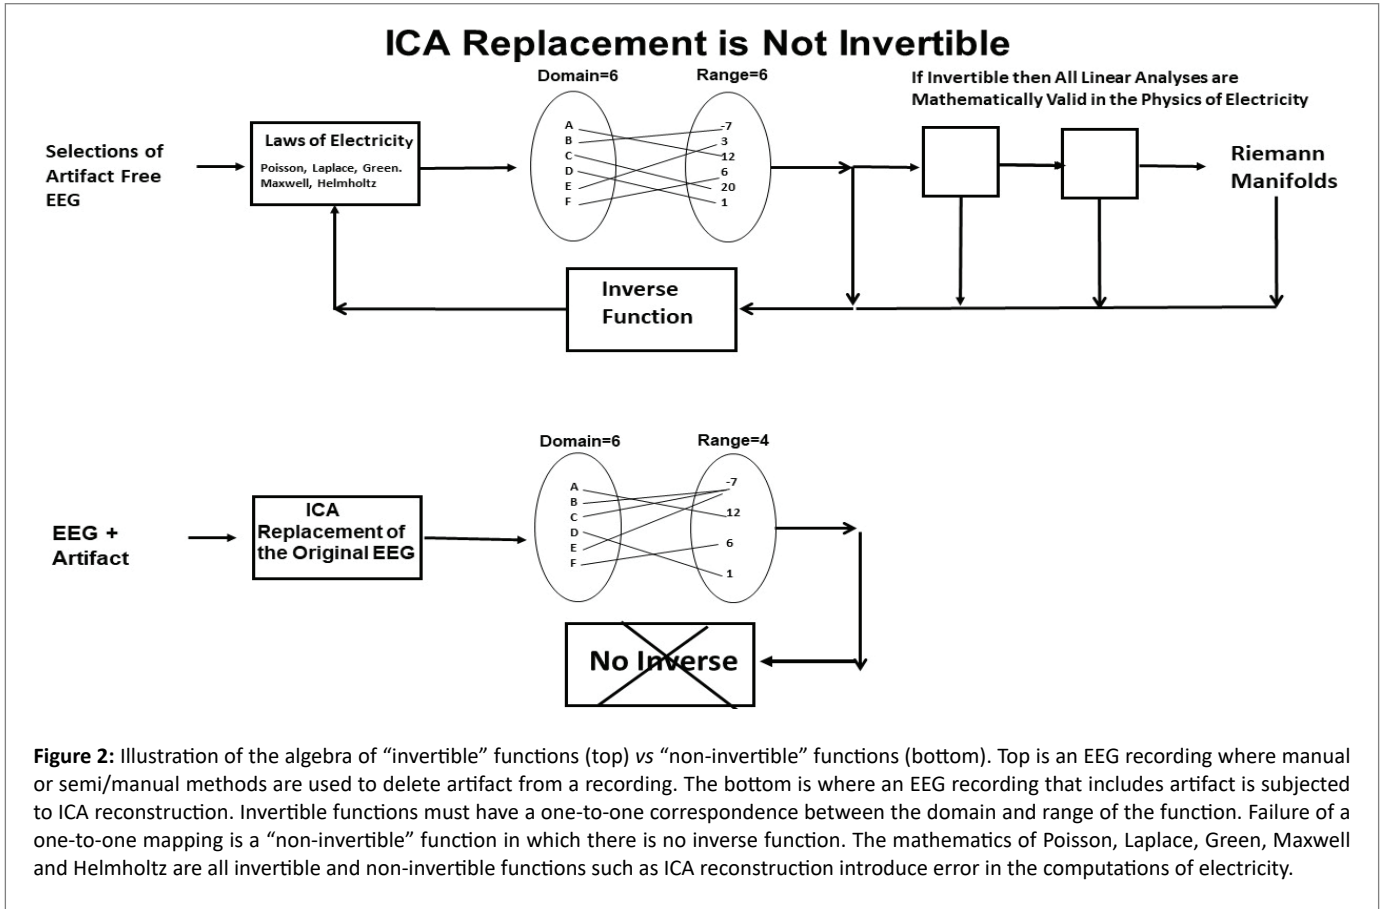 ICA Replacement is Not Invertible
Domain=6
Range=6
If Invertible then All Linear Analyses are
Mathematically Valid in the Physics of Electricity
Selections of
Artifact Free
EEG
Laws of Electricity
Poisson, Laplace, Green.
Maxwell, Helmholtz
A
B
C
D
E
F
-7
3
12
6
20
1
Riemann
Manifolds
Inverse
Function
Domain=6
Range=4
EEG +
Artifact
ICA
Replacement of
the Original EEG
A
B
C
D
E
F
-7
12
6
1
No Inverse
Figure 2: Illustration of the algebra of “invertible” functions (top) vs “non-invertible” functions (bottom). Top is an EEG recording where manual
or semi/manual methods are used to delete artifact from a recording. The bottom is where an EEG recording that includes artifact is subjected
to ICA reconstruction. Invertible functions must have a one-to-one correspondence between the domain and range of the function. Failure of a
one-to-one mapping is a “non-invertible” function in which there is no inverse function. The mathematics of Poisson, Laplace, Green, Maxwell
and Helmholtz are all invertible and non-invertible functions such as ICA reconstruction introduce error in the computations of electricity.